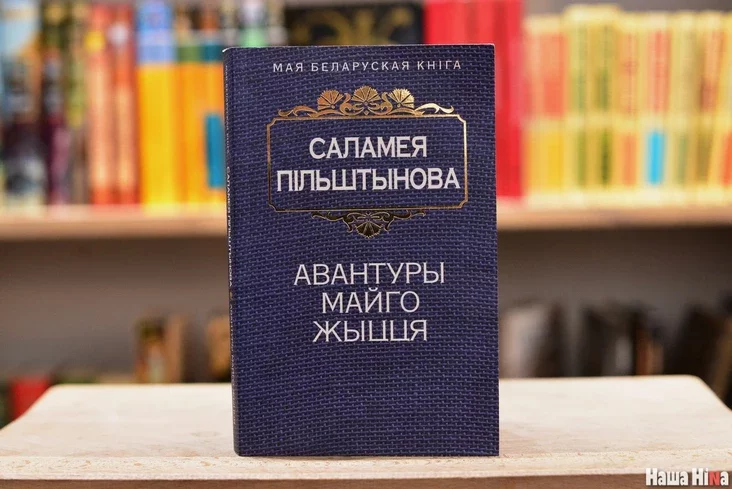 МАЯ БЕЛАРУСКАЯ КНІГА
САЛАМЕЯ
ПІЛЬШТЫНОВА
АВАНТУРЫ
МАЙГО
ЖЫЦЦЯ
Наша Ніва